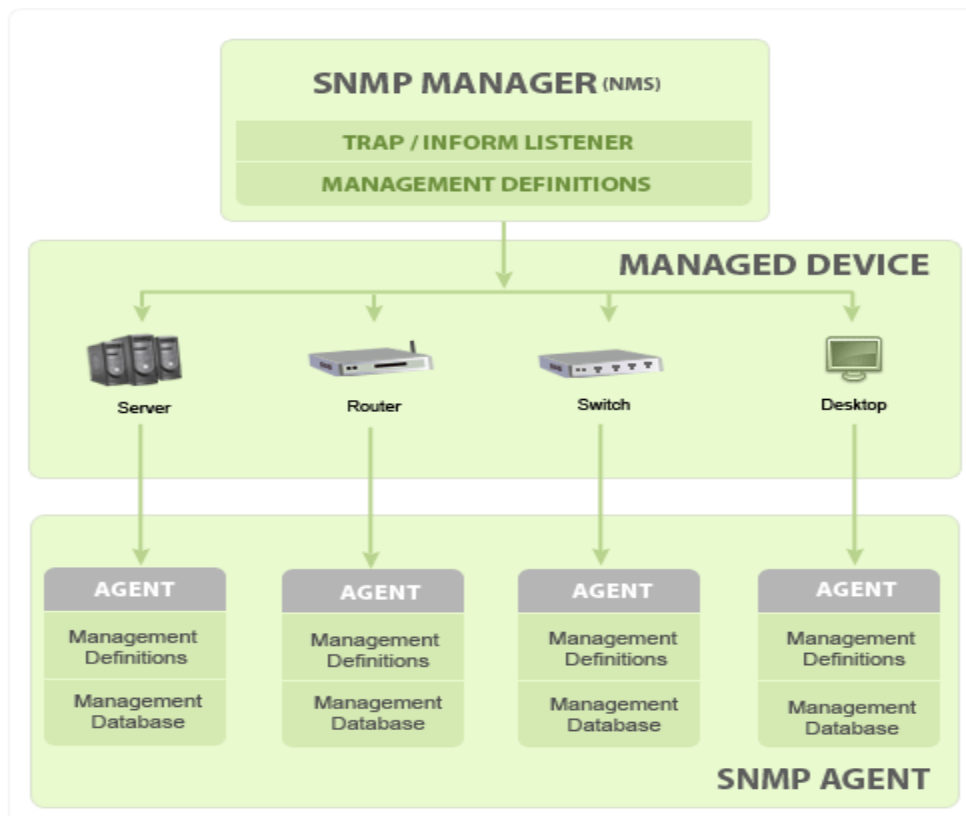 SNMP MANAGER (NMS)
TRAP / INFORM LISTENER
MANAGEMENT DEFINITIONS
MANAGED DEVICE
Server
Router
Switch
Desktop
AGENT
Management
Definitions
Management
Database
AGENT
Management
Definitions
Management
Database
AGENT
Management
Definitions
Management
Database
AGENT
Management
Definitions
Management
Database
SNMP AGENT